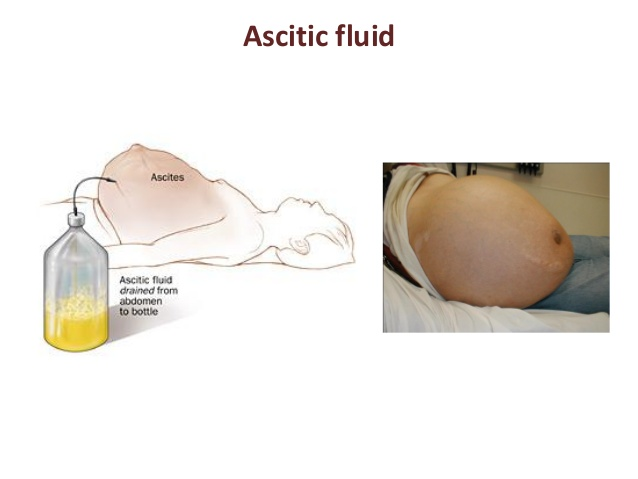 Ascitic fluid
Ascites
Ascitic fluid
drained from
abdomen
to bottle